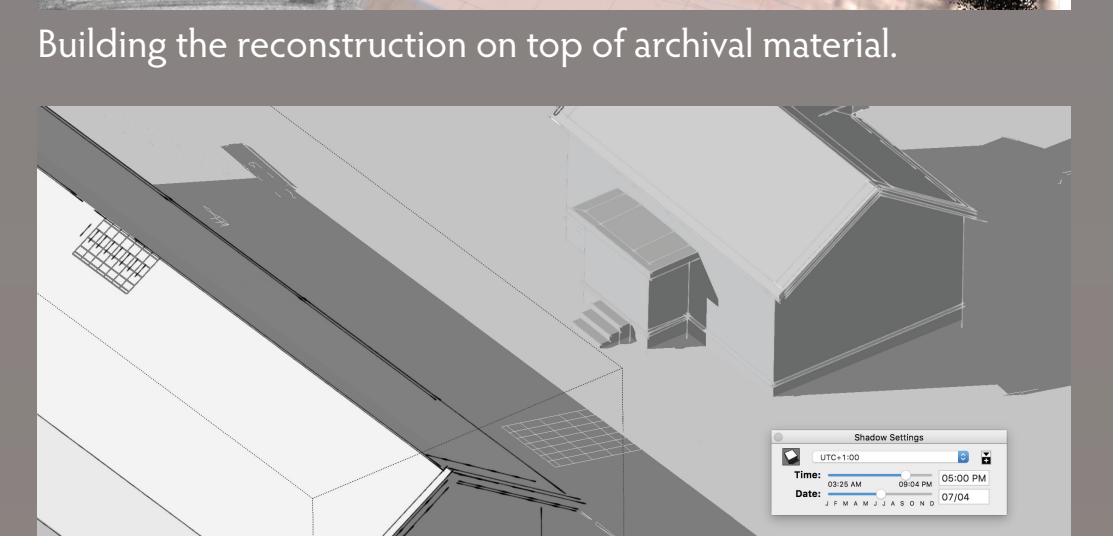 Building the reconstruction on top of archival material.
Shadow Settings
UTC+1:00
Time:
03:25 AM 09:04 PM 05:00 PM
Date:
J F M A M J J A S O N D 07/04